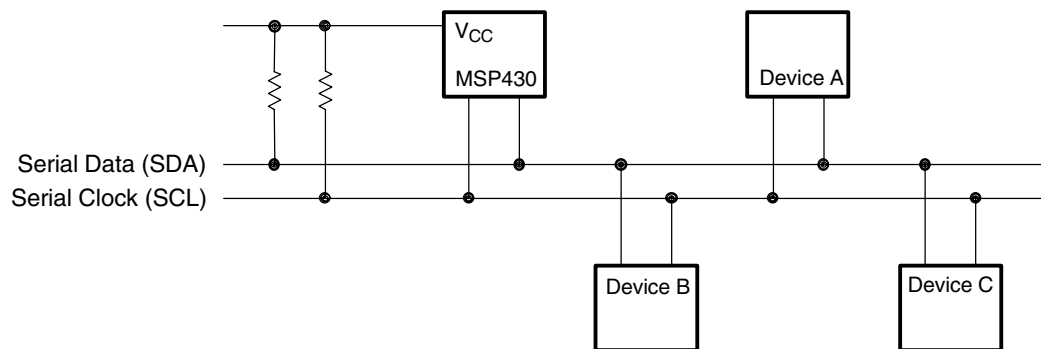 VCC
MSP430
Device A
Serial Data (SDA)
Serial Clock (SCL)
Device B
Device C